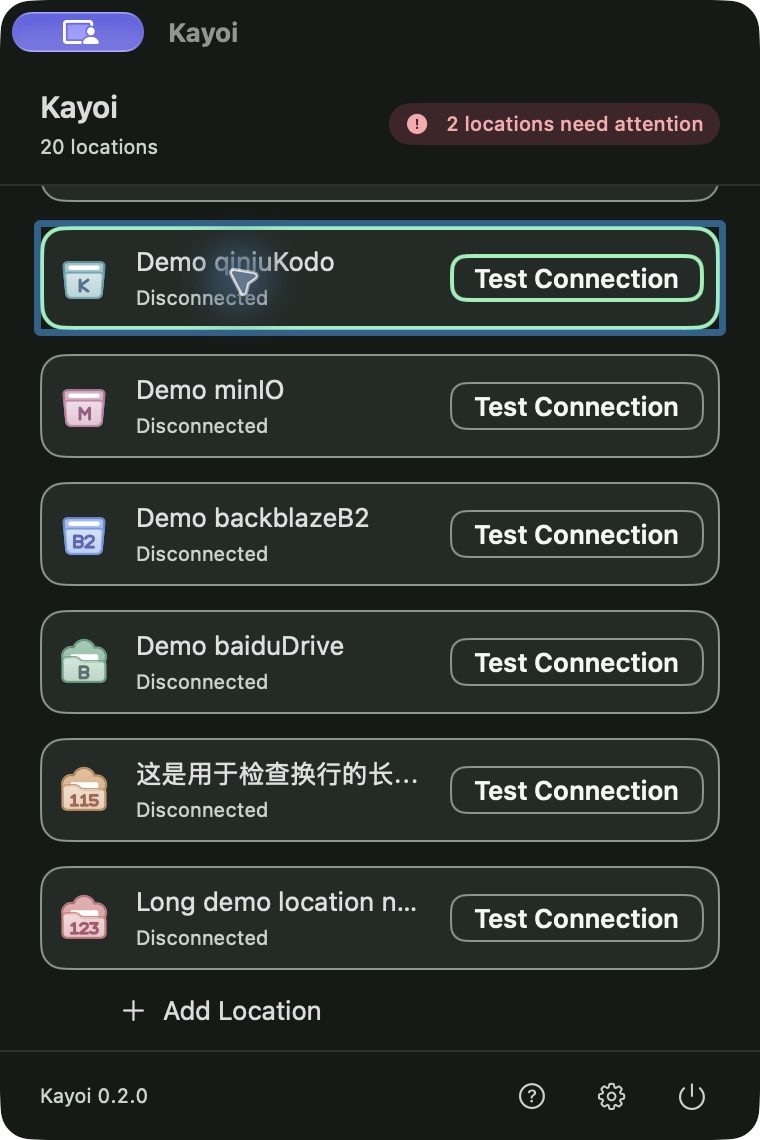 Kayoi
Kayoi
20 locations
2 locations need attention
K
Demo qiniuKodo
Disconnected
Test Connection
M
Demo minIO
Disconnected
Test Connection
B2
Demo backblazeB2
Disconnected
Test Connection
B
Demo baiduDrive
Disconnected
Test Connection
115
这是用于检查换行的长…
Disconnected
Test Connection
123
Long demo location n…
Disconnected
Test Connection
Add Location
Kayoi 0.2.0